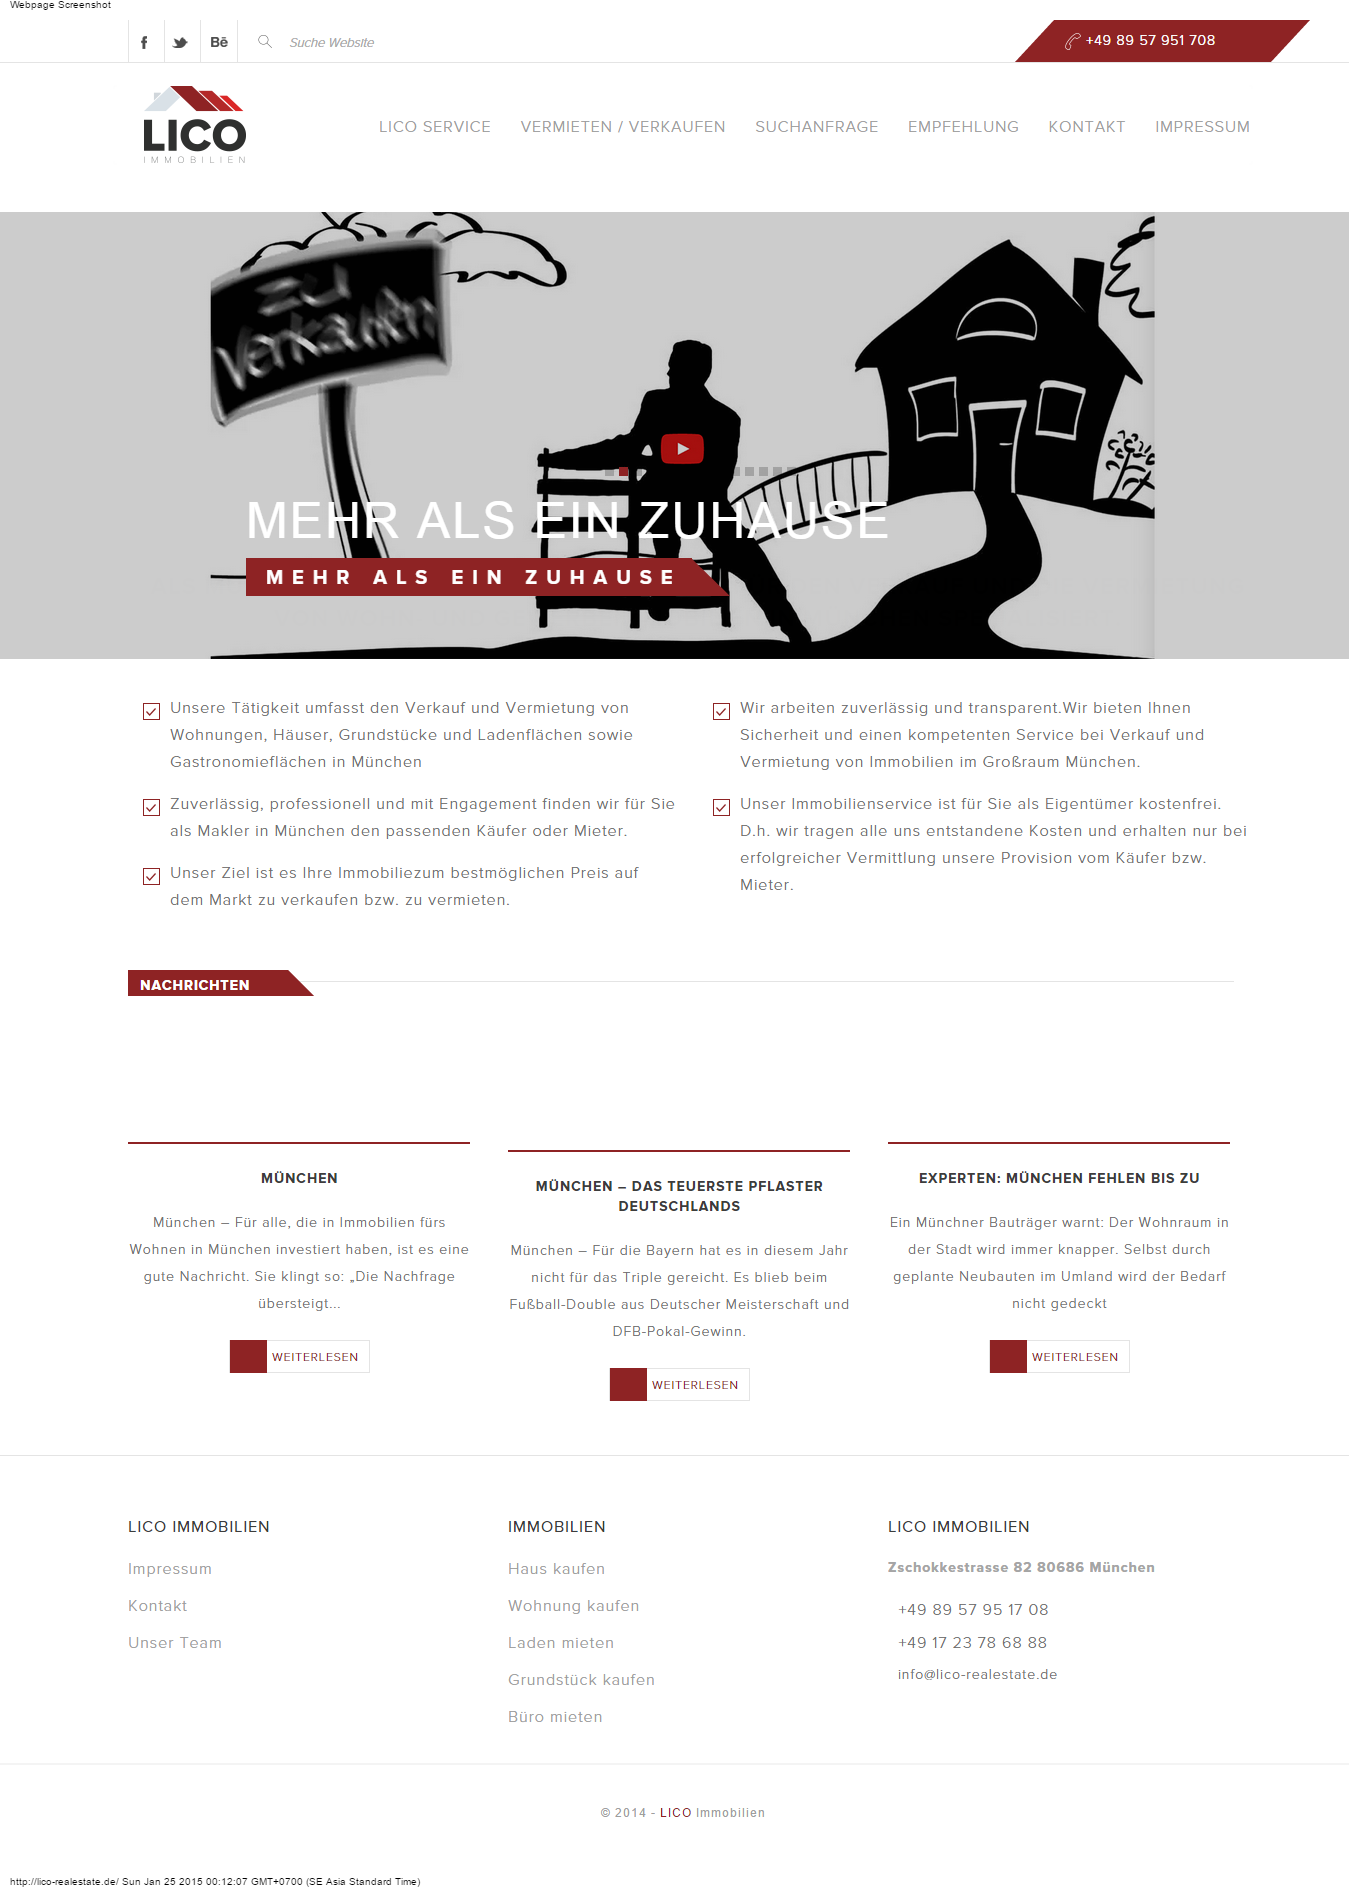 Webpage Screenshot
Bē
Suche Website
+49 89 57 951 708
LICO
IMMOBILIEN
LICO SERVICE
VERMIETEN / VERKAUFEN
SUCHANFRAGE
EMPFEHLUNG
KONTAKT
IMPRESSUM
zu
verkaufen
MEHR ALS EIN ZUHAUSE
MEHR ALS EIN ZUHAUSE
Unsere Tätigkeit umfasst den Verkauf und Vermietung von
Wohnungen, Häuser, Grundstücke und Ladenflächen sowie
Gastronomieflächen in München
Zuverlässig, professionell und mit Engagement finden wir für Sie
als Makler in München den passenden Käufer oder Mieter.
Unser Ziel ist es Ihre Immobiliezum bestmöglichen Preis auf
dem Markt zu verkaufen bzw. zu vermieten.
Wir arbeiten zuverlässig und transparent.Wir bieten Ihnen
Sicherheit und einen kompetenten Service bei Verkauf und
Vermietung von Immobilien im Großraum München.
Unser Immobilienservice ist für Sie als Eigentümer kostenfrei.
D.h. wir tragen alle uns entstandene Kosten und erhalten nur bei
erfolgreicher Vermittlung unsere Provision vom Käufer bzw.
Mieter.
NACHRICHTEN
MÜNCHEN
München – Für alle, die in Immobilien fürs
Wohnen in München investiert haben, ist es eine
gute Nachricht. Sie klingt so: „Die Nachfrage
übersteigt...
WEITERLESEN
MÜNCHEN – DAS TEUERSTE PFLASTER
DEUTSCHLANDS
München – Für die Bayern hat es in diesem Jahr
nicht für das Triple gereicht. Es blieb beim
Fußball-Double aus Deutscher Meisterschaft und
DFB-Pokal-Gewinn.
WEITERLESEN
EXPERTEN: MÜNCHEN FEHLEN BIS ZU
Ein Münchner Bauträger warnt: Der Wohnraum in
der Stadt wird immer knapper. Selbst durch
geplante Neubauten im Umland wird der Bedarf
nicht gedeckt
WEITERLESEN
LICO IMMOBILIEN
Impressum
Kontakt
Unser Team
IMMOBILIEN
Haus kaufen
Wohnung kaufen
Laden mieten
Grundstück kaufen
Büro mieten
LICO IMMOBILIEN
Zschokkestrasse 82 80686 München
+49 89 57 95 17 08
+49 17 23 78 68 88
info@lico-realestate.de
© 2014 - LICO Immobilien
http://lico-realestate.de/ Sun Jan 25 2015 00:12:07 GMT+0700 (SE Asia Standard Time)